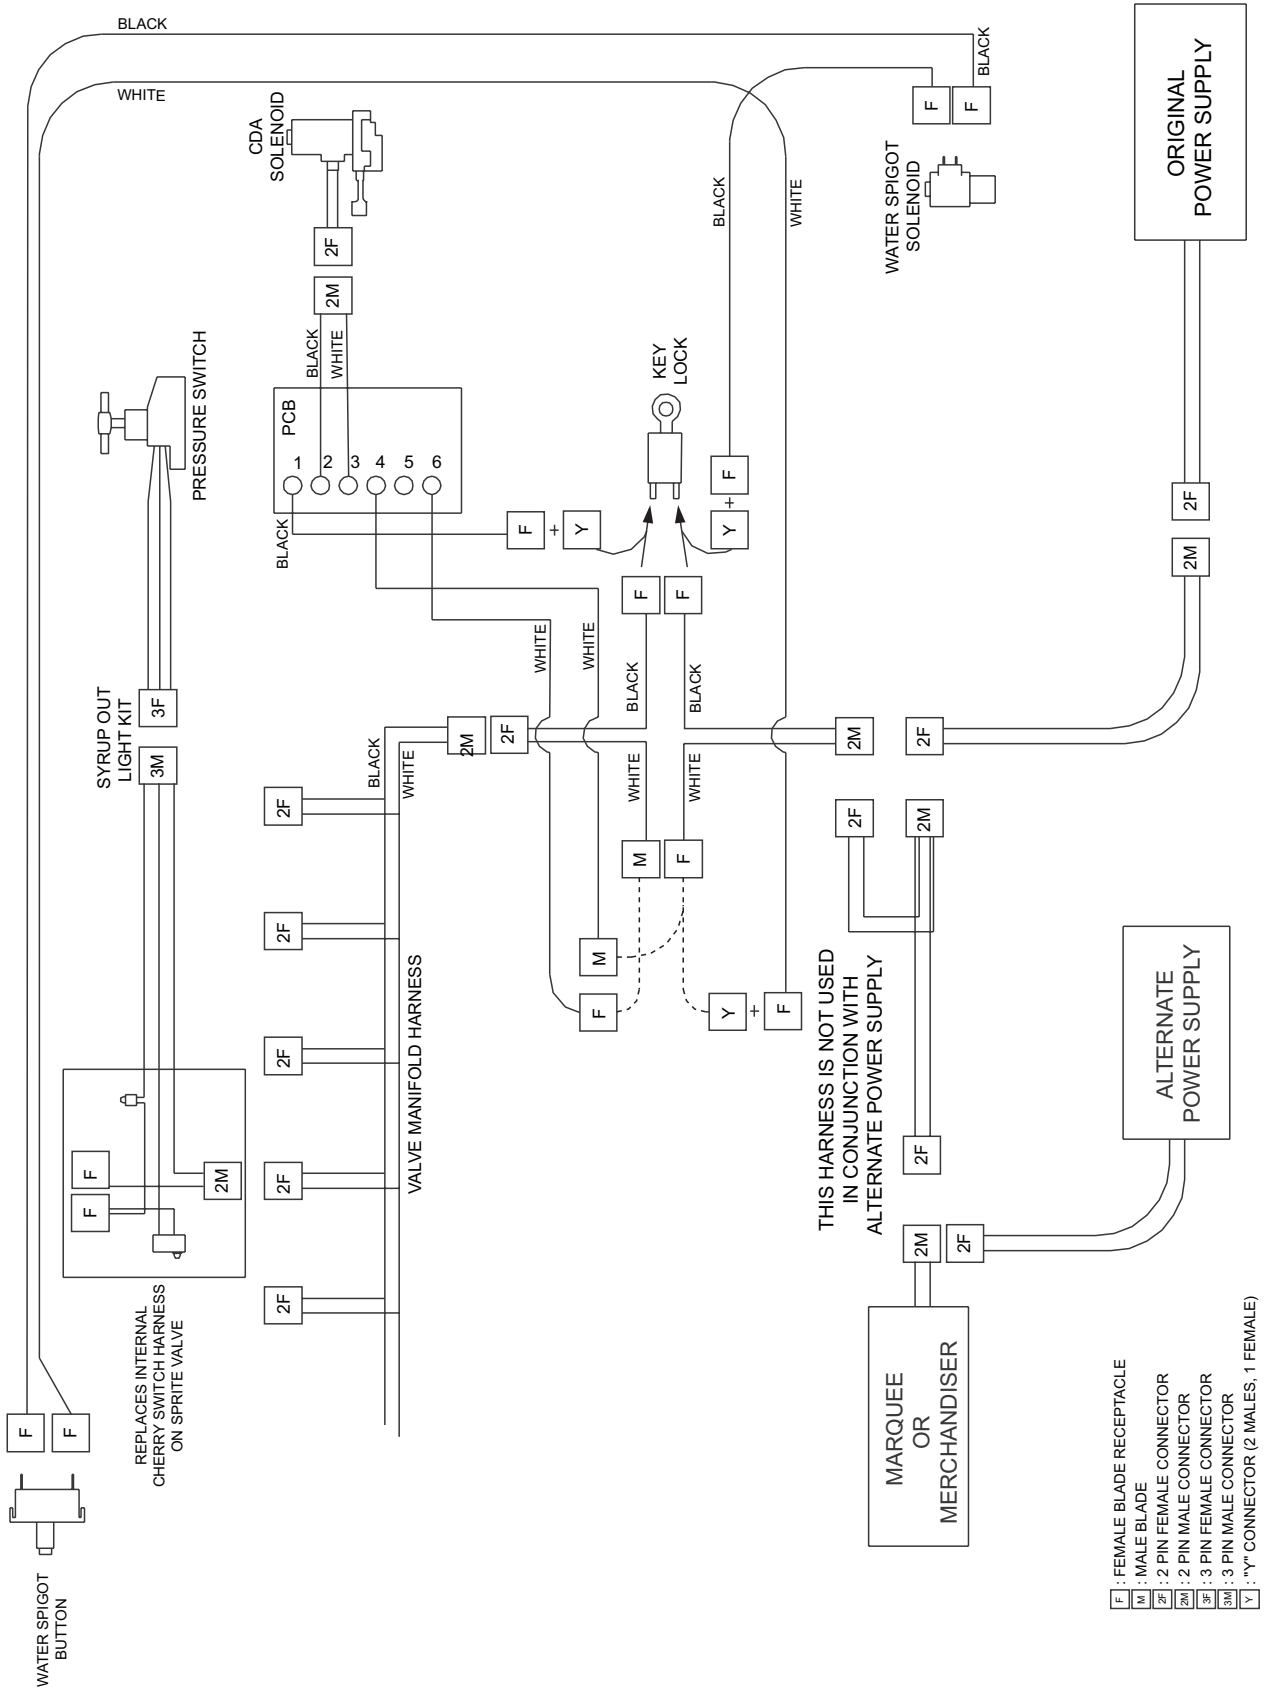 WATER SPIGOT
BUTTON
F
F
BLACK
WHITE
REPLACES INTERNAL
CHERRY SWITCH HARNESS
ON SPRITE VALVE
F
F
2M
SYRUP OUT
LIGHT KIT
3M
3F
PRESSURE SWITCH
CDA
SOLENOID
2F
2M
BLACK
WHITE
PCB
1
2
3
4
5
6
BLACK
F
+
Y
2F
2F
2F
2F
2F
VALVE MANIFOLD HARNESS
BLACK
WHITE
2M
2F
WHITE
WHITE
BLACK
BLACK
WHITE
WHITE
F
F
M
F
M
F
Y
+
F
KEY
LOCK
Y
+
F
BLACK
WHITE
WATER SPIGOT
SOLENOID
F
F
BLACK
ORIGINAL
POWER SUPPLY
2F
2M
2M
2F
2F
2M
THIS HARNESS IS NOT USED
IN CONJUNCTION WITH
ALTERNATE POWER SUPPLY
2F
2M
2F
MARQUEE
OR
MERCHANDISER
ALTERNATE
POWER SUPPLY
F : FEMALE BLADE RECEPTACLE
M : MALE BLADE
2F : 2 PIN FEMALE CONNECTOR
2M : 2 PIN MALE CONNECTOR
3F : 3 PIN FEMALE CONNECTOR
3M : 3 PIN MALE CONNECTOR
Y : "Y" CONNECTOR (2 MALES, 1 FEMALE)